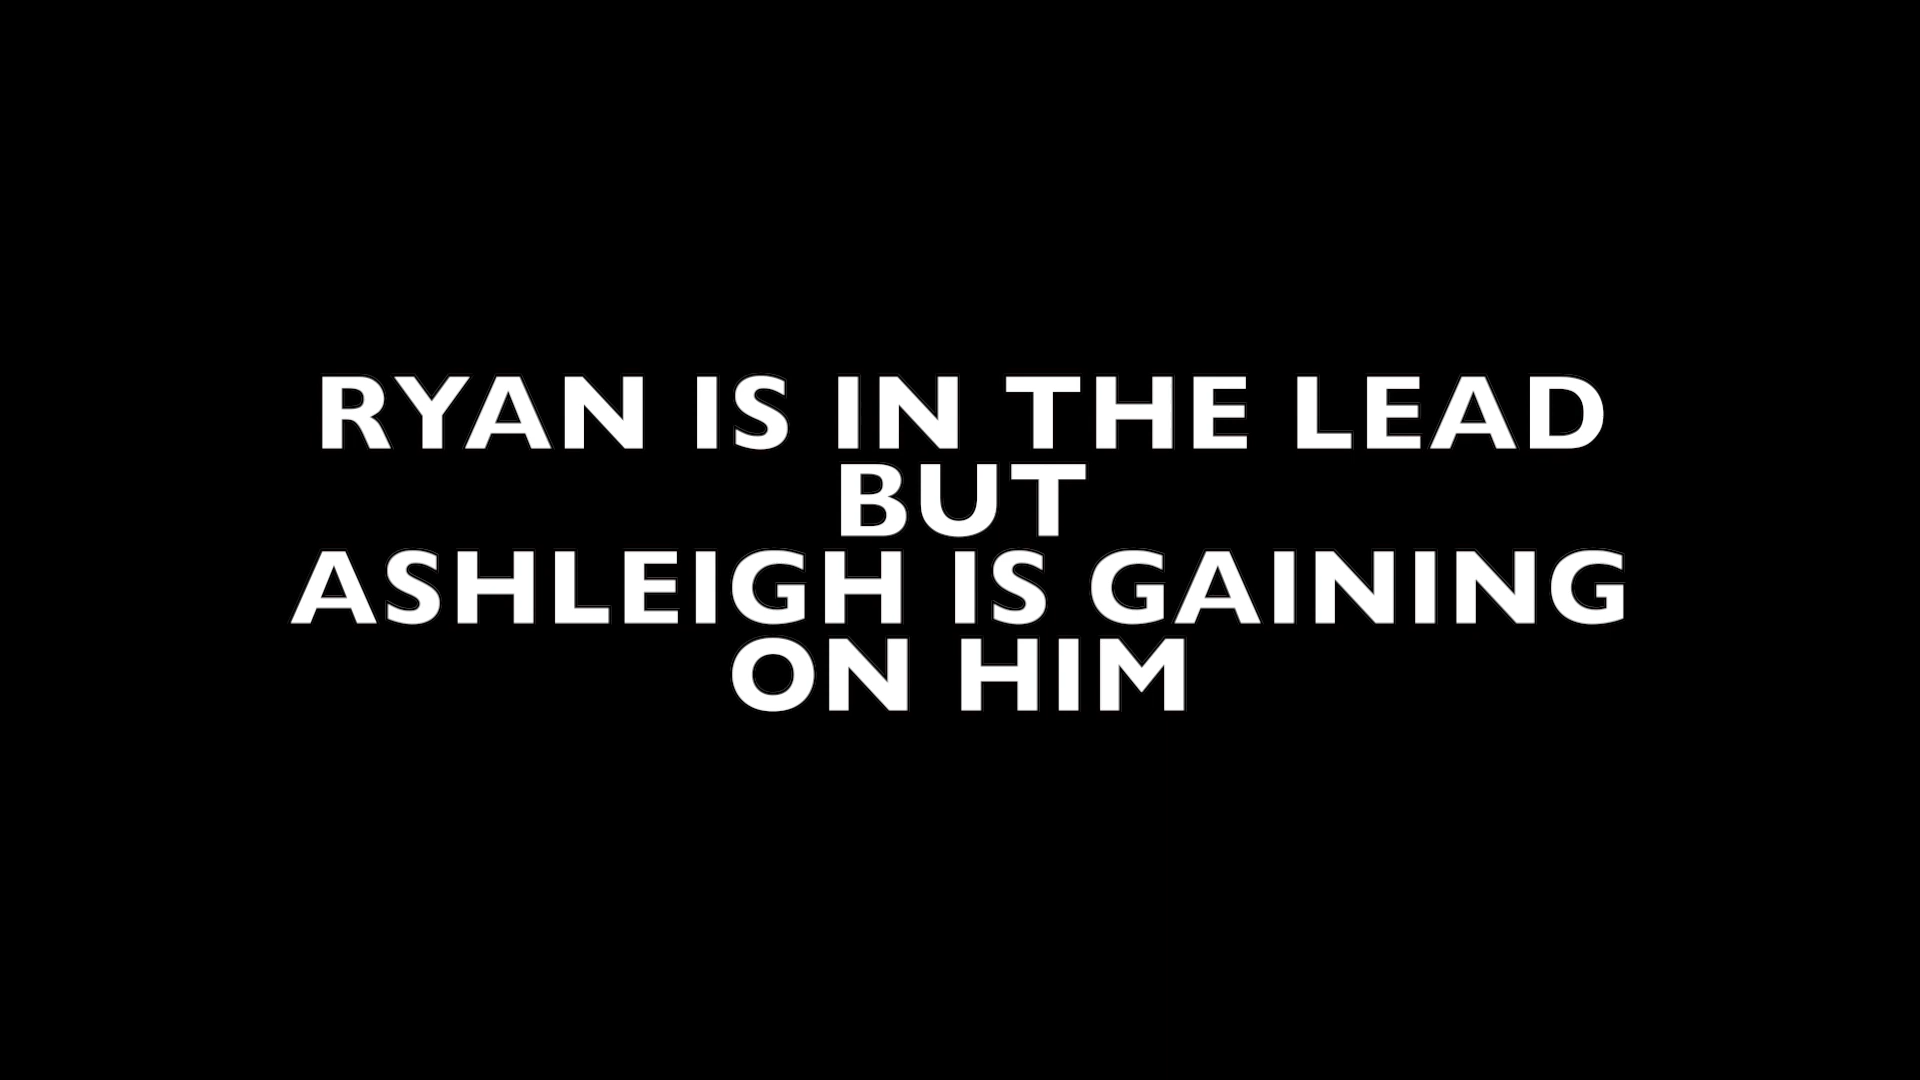 RYAN IS IN THE LEAD
BUT
ASHLEIGH IS GAINING
ON HIM